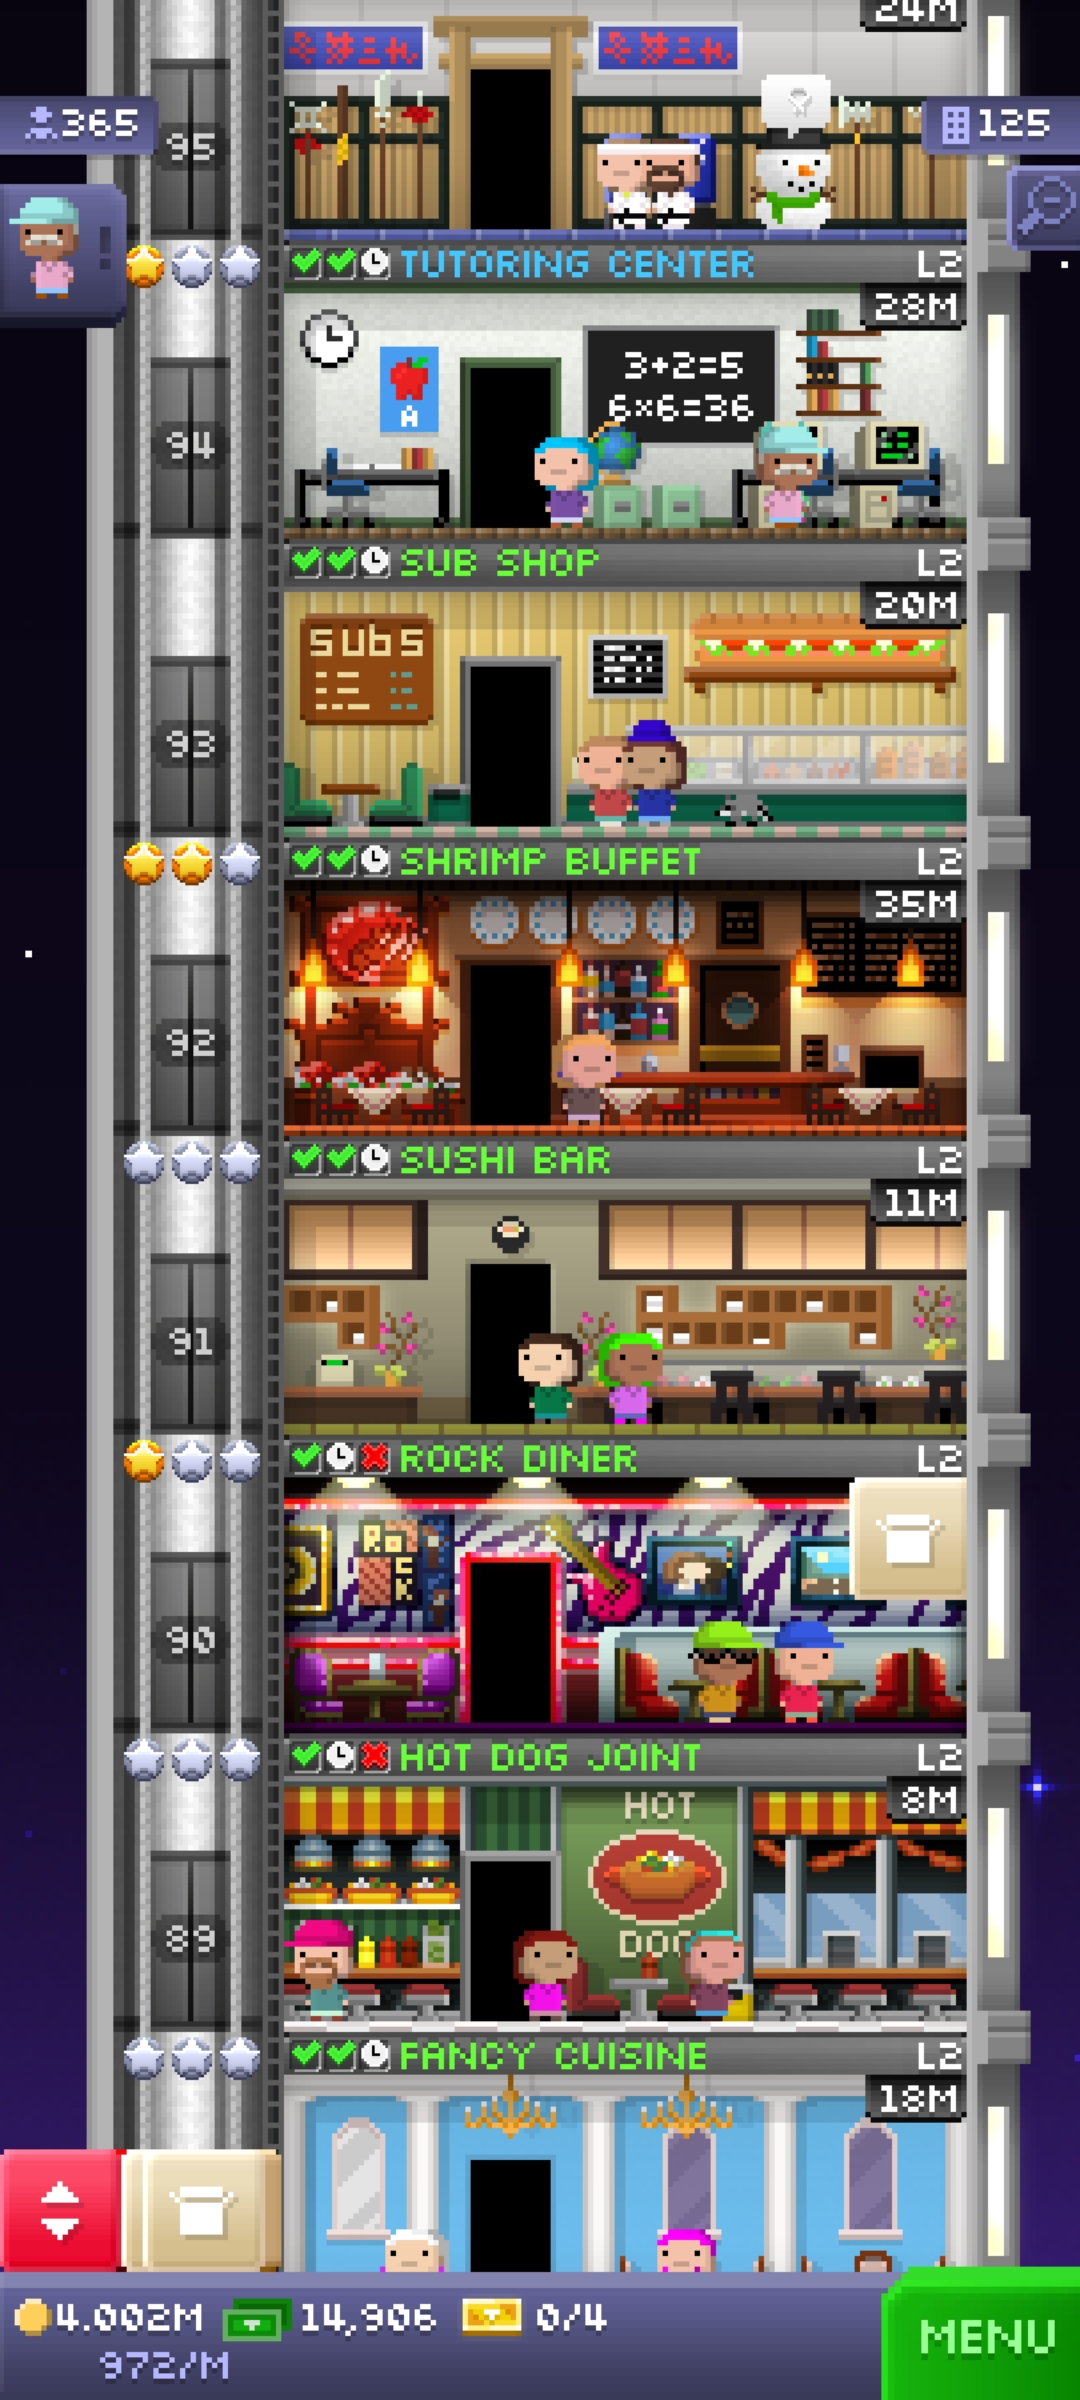 24M
365
125
95
TUTORING CENTER L2
28M
3+2=5
6×6=36
A
94
SUB SHOP L2
20M
SUBS
93
SHRIMP BUFFET L2
35M
92
SUSHI BAR L2
11M
91
ROCK DINER L2
ROCK
90
HOT DOG JOINT L2
8M
HOT
DOG
89
FANCY CUISINE L2
18M
4.002M 14,906 0/4
972/M
MENU